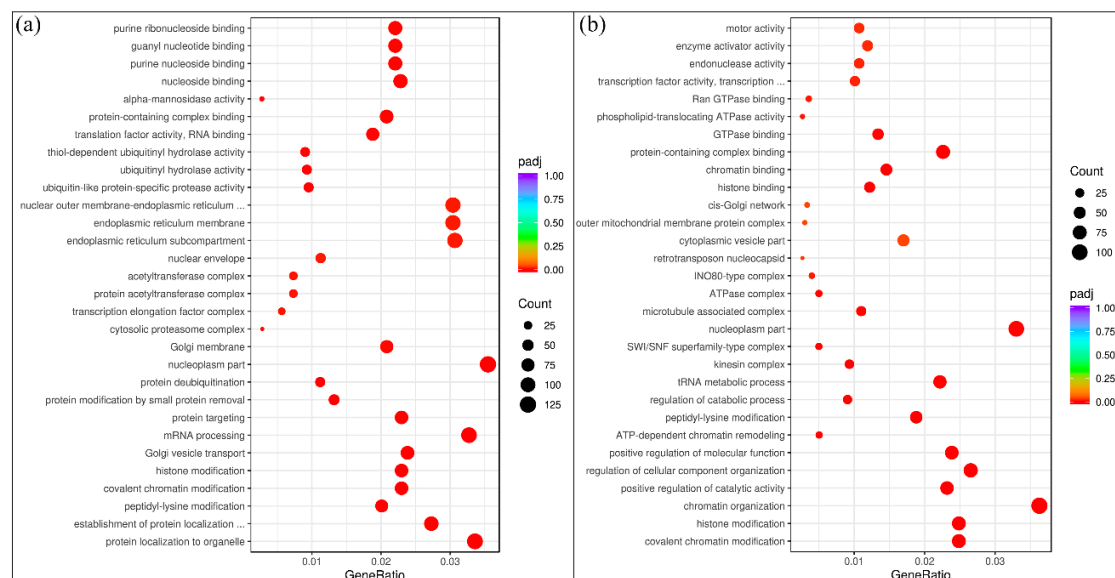 (a)
purine ribonucleoside binding
guanyl nucleotide binding
purine nucleoside binding
nucleoside binding
alpha-mannosidase activity
protein-containing complex binding
translation factor activity, RNA binding
thiol-dependent ubiquitinyl hydrolase activity
ubiquitinyl hydrolase activity
ubiquitin-like protein-specific protease activity
nuclear outer membrane-endoplasmic reticulum ...
endoplasmic reticulum membrane
endoplasmic reticulum subcompartment
nuclear envelope
acetyltransferase complex
protein acetyltransferase complex
transcription elongation factor complex
cytosolic proteasome complex
Golgi membrane
nucleoplasm part
protein deubiquitination
protein modification by small protein removal
protein targeting
mRNA processing
Golgi vesicle transport
histone modification
covalent chromatin modification
peptidyl-lysine modification
establishment of protein localization ...
protein localization to organelle
0.01 0.02 0.03
GeneRatio
padj
1.00
0.75
0.50
0.25
0.00
Count
25
50
75
100
125
(b)
motor activity
enzyme activator activity
endonuclease activity
transcription factor activity, transcription ...
Ran GTPase binding
phospholipid-translocating ATPase activity
GTPase binding
protein-containing complex binding
chromatin binding
histone binding
cis-Golgi network
outer mitochondrial membrane protein complex
cytoplasmic vesicle part
retrotransposon nucleocapsid
INO80-type complex
ATPase complex
microtubule associated complex
nucleoplasm part
SWI/SNF superfamily-type complex
kinesin complex
tRNA metabolic process
regulation of catabolic process
peptidyl-lysine modification
ATP-dependent chromatin remodeling
positive regulation of molecular function
regulation of cellular component organization
positive regulation of catalytic activity
chromatin organization
histone modification
covalent chromatin modification
0.01 0.02 0.03
GeneRatio
Count
25
50
75
100
padj
1.00
0.75
0.50
0.25
0.00